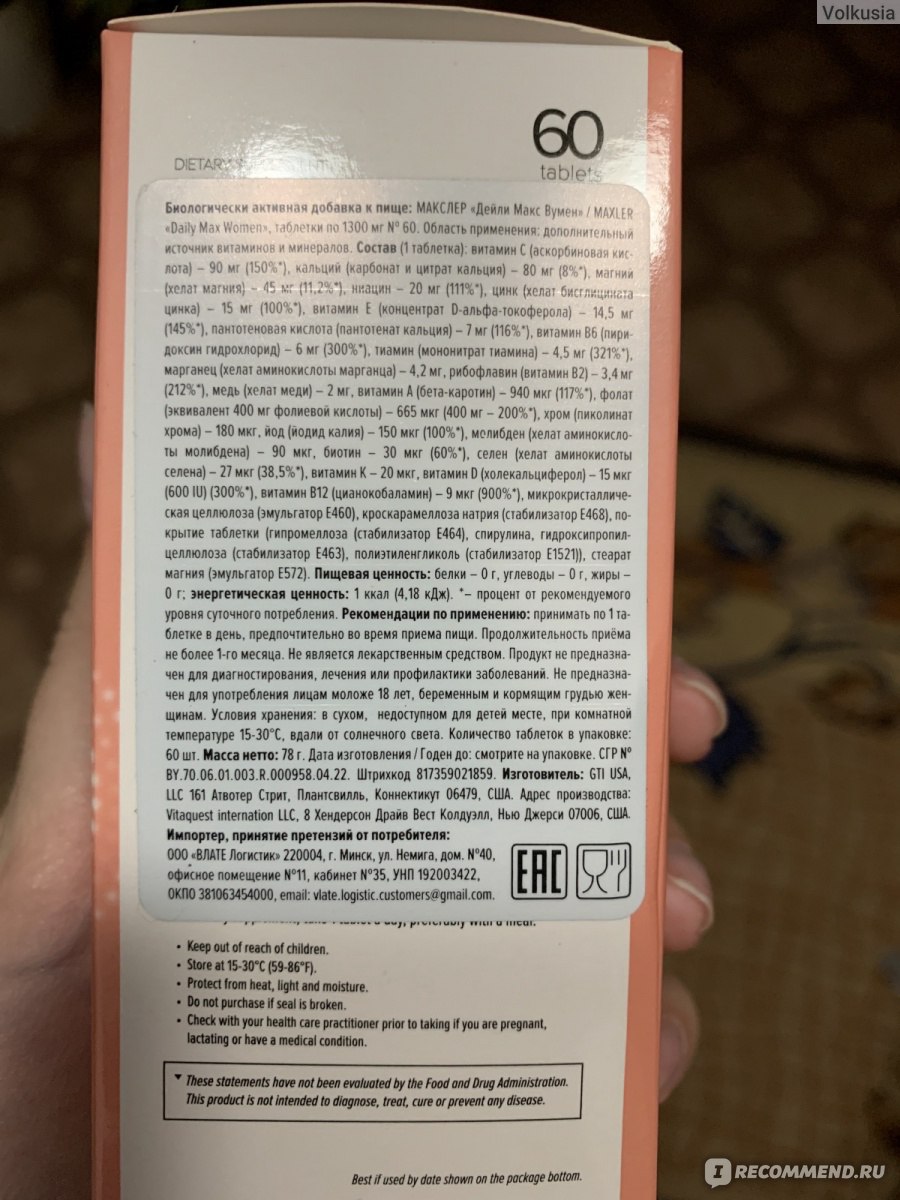 Volkusia
60
tablets
DIETARY
Биологически активная добавка к пище: МАКСЛЕР «Дейли Макс Вумен» / MAXLER
«Daily Max Women», таблетки по 1300 мг № 60. Область применения: дополнительный
источник витаминов и минералов. Состав (1 таблетка): витамин С (аскорбиновая кис-
лота) – 90 мг (150%*), кальций (карбонат и цитрат кальция) – 80 мг (8%*), магний
(хелат магния) – 45 мг (11,2%*), ниацин – 20 мг (111%*), цинк (хелат бисглицината
цинка) – 15 мг (100%*), витамин Е (концентрат D-альфа-токоферола) – 14,5 мг
(145%*), пантотеновая кислота (пантотенат кальция) – 7 мг (116%*), витамин В6 (пири-
доксин гидрохлорид) – 6 мг (300%*), тиамин (мононитрат тиамина) – 4,5 мг (321%*),
марганец (хелат аминокислоты марганца) – 4,2 мг, рибофлавин (витамин В2) – 3,4 мг
(212%*), медь (хелат меди) – 2 мг, витамин А (бета-каротин) – 940 мкг (117%*), фолат
(эквивалент 400 мг фолиевой кислоты) – 665 мкг (400 мг – 200%*), хром (пиколинат
хрома) – 180 мкг, йод (йодид калия) – 150 мкг (100%*), молибден (хелат аминокисло-
ты молибдена) – 90 мкг, биотин – 30 мкг (60%*), селен (хелат аминокислоты
селена) – 27 мкг (38,5%*), витамин К – 20 мкг, витамин D (холекальциферол) – 15 мкг
(600 IU) (300%*), витамин В12 (цианокобаламин) – 9 мкг (900%*), микрокристалличе-
ская целлюлоза (эмульгатор Е460), кроскарамеллоза натрия (стабилизатор Е468), по-
крытие таблетки (гипромеллоза (стабилизатор Е464), спирулина, гидроксипропил-
целлюлоза (стабилизатор Е463), полиэтиленгликоль (стабилизатор Е1521)), стеарат
магния (эмульгатор Е572). Пищевая ценность: белки – 0 г, углеводы – 0 г, жиры –
0 г; энергетическая ценность: 1 ккал (4,18 кДж). *– процент от рекомендуемого
уровня суточного потребления. Рекомендации по применению: принимать по 1 та-
блетке в день, предпочтительно во время приема пищи. Продолжительность приёма
не более 1-го месяца. Не является лекарственным средством. Продукт не предназна-
чен для диагностирования, лечения или профилактики заболеваний. Не предназна-
чен для употребления лицам моложе 18 лет, беременным и кормящим грудью жен-
щинам. Условия хранения: в сухом, недоступном для детей месте, при комнатной
температуре 15-30°С, вдали от солнечного света. Количество таблеток в упаковке:
60 шт. Масса нетто: 78 г. Дата изготовления / Годен до: смотрите на упаковке. СГР №
BY.70.06.01.003.R.000958.04.22. Штрихкод 817359021859. Изготовитель: GTI USA,
LLC 161 Атвотер Стрит, Плантсвилль, Коннектикут 06479, США. Адрес производства:
Vitaquest internation LLC, 8 Хендерсон Драйв Вест Колдуэлл, Нью Джерси 07006, США.
Импортер, принятие претензий от потребителя:
ООО «ВЛАТЕ Логистик» 220004, г. Минск, ул. Немига, дом. №40,
офисное помещение №11, кабинет №35, УНП 192003422,
ОКПО 381063454000, email: vlate.logistic.customers@gmail.com.
EAC
take 1 tablet a day, preferably with a meal.
• Keep out of reach of children.
• Store at 15-30°C (59-86°F).
• Protect from heat, light and moisture.
• Do not purchase if seal is broken.
• Check with your health care practitioner prior to taking if you are pregnant,
lactating or have a medical condition.
These statements have not been evaluated by the Food and Drug Administration.
This product is not intended to diagnose, treat, cure or prevent any disease.
Best if used by date shown on the package bottom.
IRECOMMEND.RU